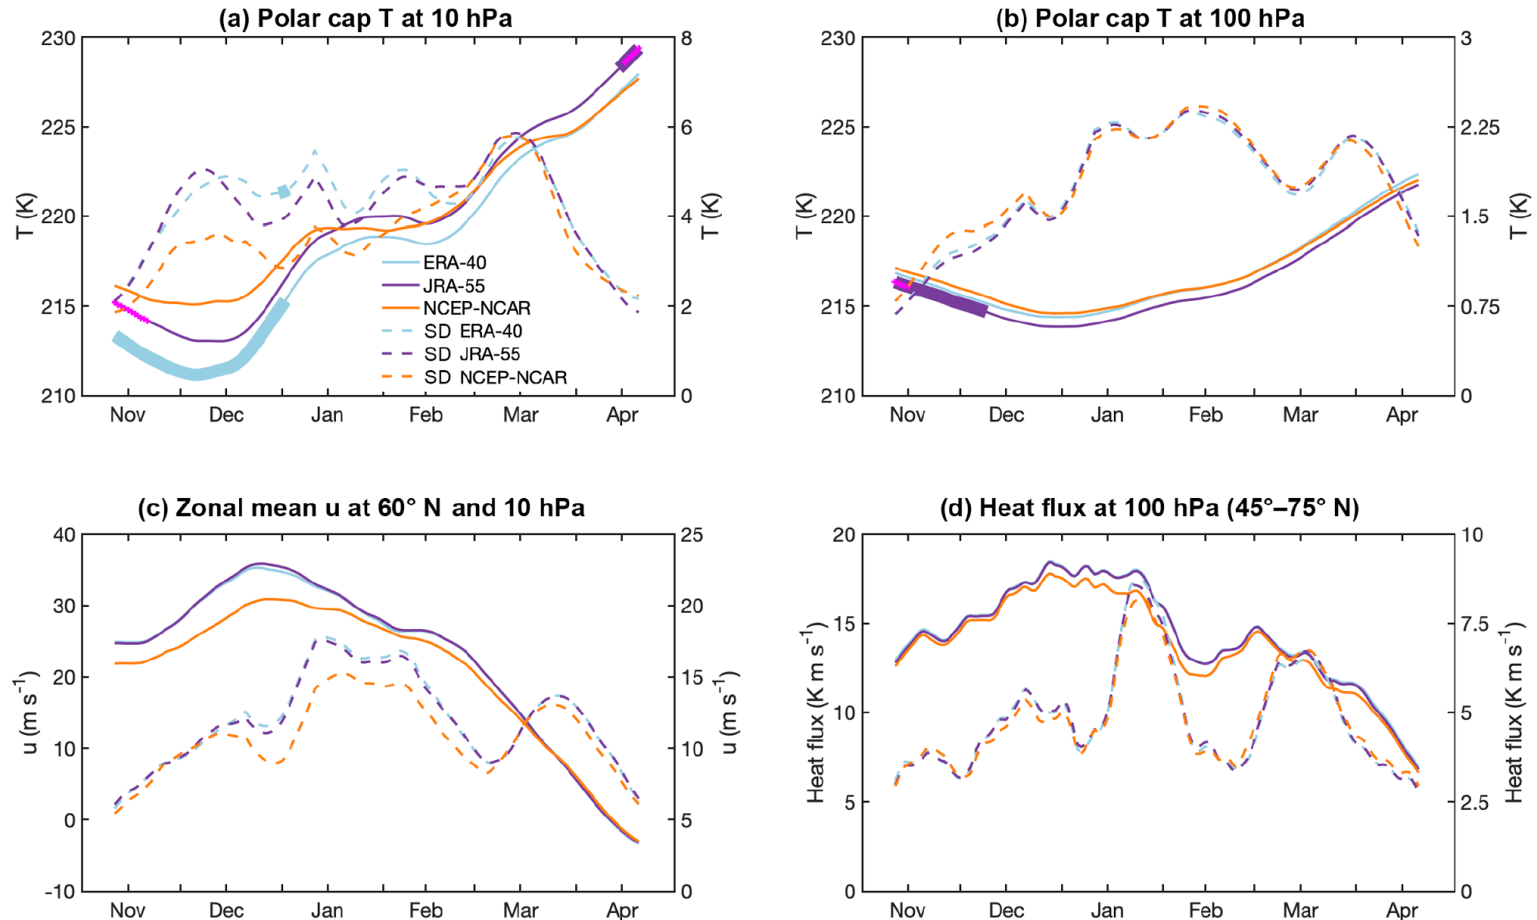 (a) Polar cap T at 10 hPa
230
225
220
215
210
T (K)
8
6
4
2
0
T (K)
Nov Dec Jan Feb Mar Apr
ERA-40
JRA-55
NCEP-NCAR
SD ERA-40
SD JRA-55
SD NCEP-NCAR
(b) Polar cap T at 100 hPa
230
225
220
215
210
T (K)
3
2.25
1.5
0.75
0
T (K)
Nov Dec Jan Feb Mar Apr
(c) Zonal mean u at 60° N and 10 hPa
40
30
20
10
0
-10
u (m s⁻¹)
25
20
15
10
5
0
u (m s⁻¹)
Nov Dec Jan Feb Mar Apr
(d) Heat flux at 100 hPa (45°–75° N)
20
15
10
5
0
Heat flux (K m s⁻¹)
10
7.5
5
2.5
0
Heat flux (K m s⁻¹)
Nov Dec Jan Feb Mar Apr